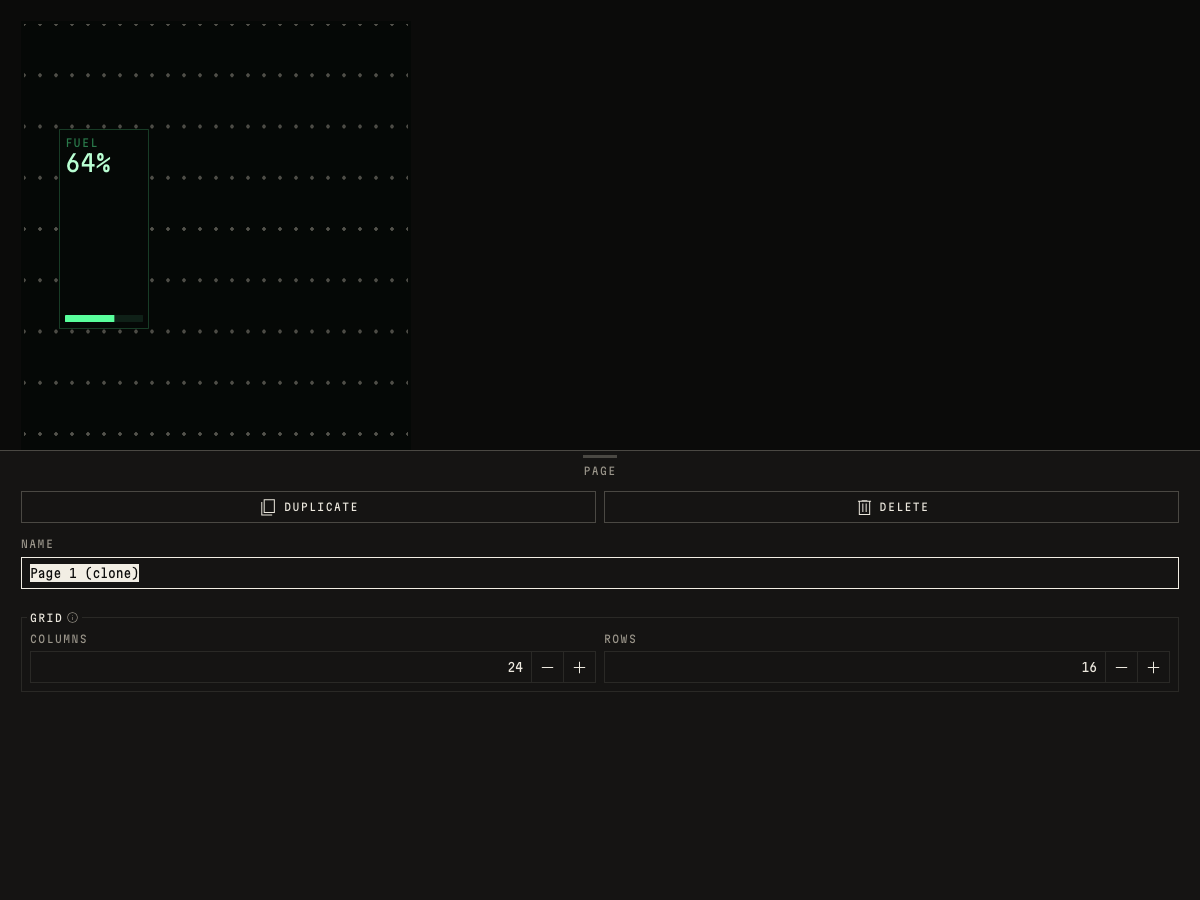 FUEL
64%
PAGE
DUPLICATE
DELETE
NAME
Page 1 (clone)
GRID
COLUMNS
ROWS
24
16